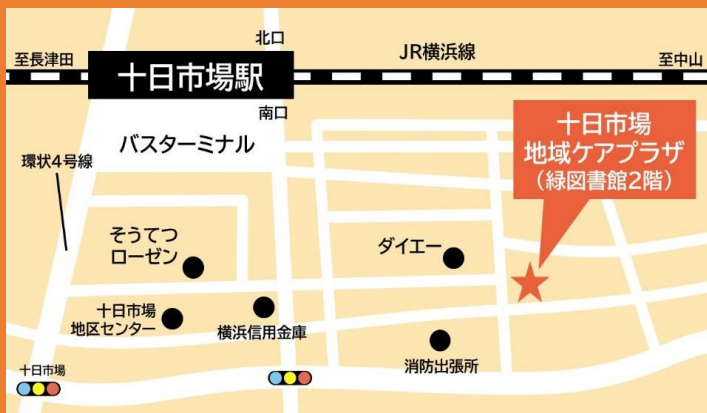 北口
JR横浜線
至長津田
十日市場駅
至中山
南口
バスターミナル
十日市場
地域ケアプラザ
（緑図書館2階）
環状4号線
そうてつ
ローゼン
ダイエー
十日市場
地区センター
横浜信用金庫
消防出張所
十日市場